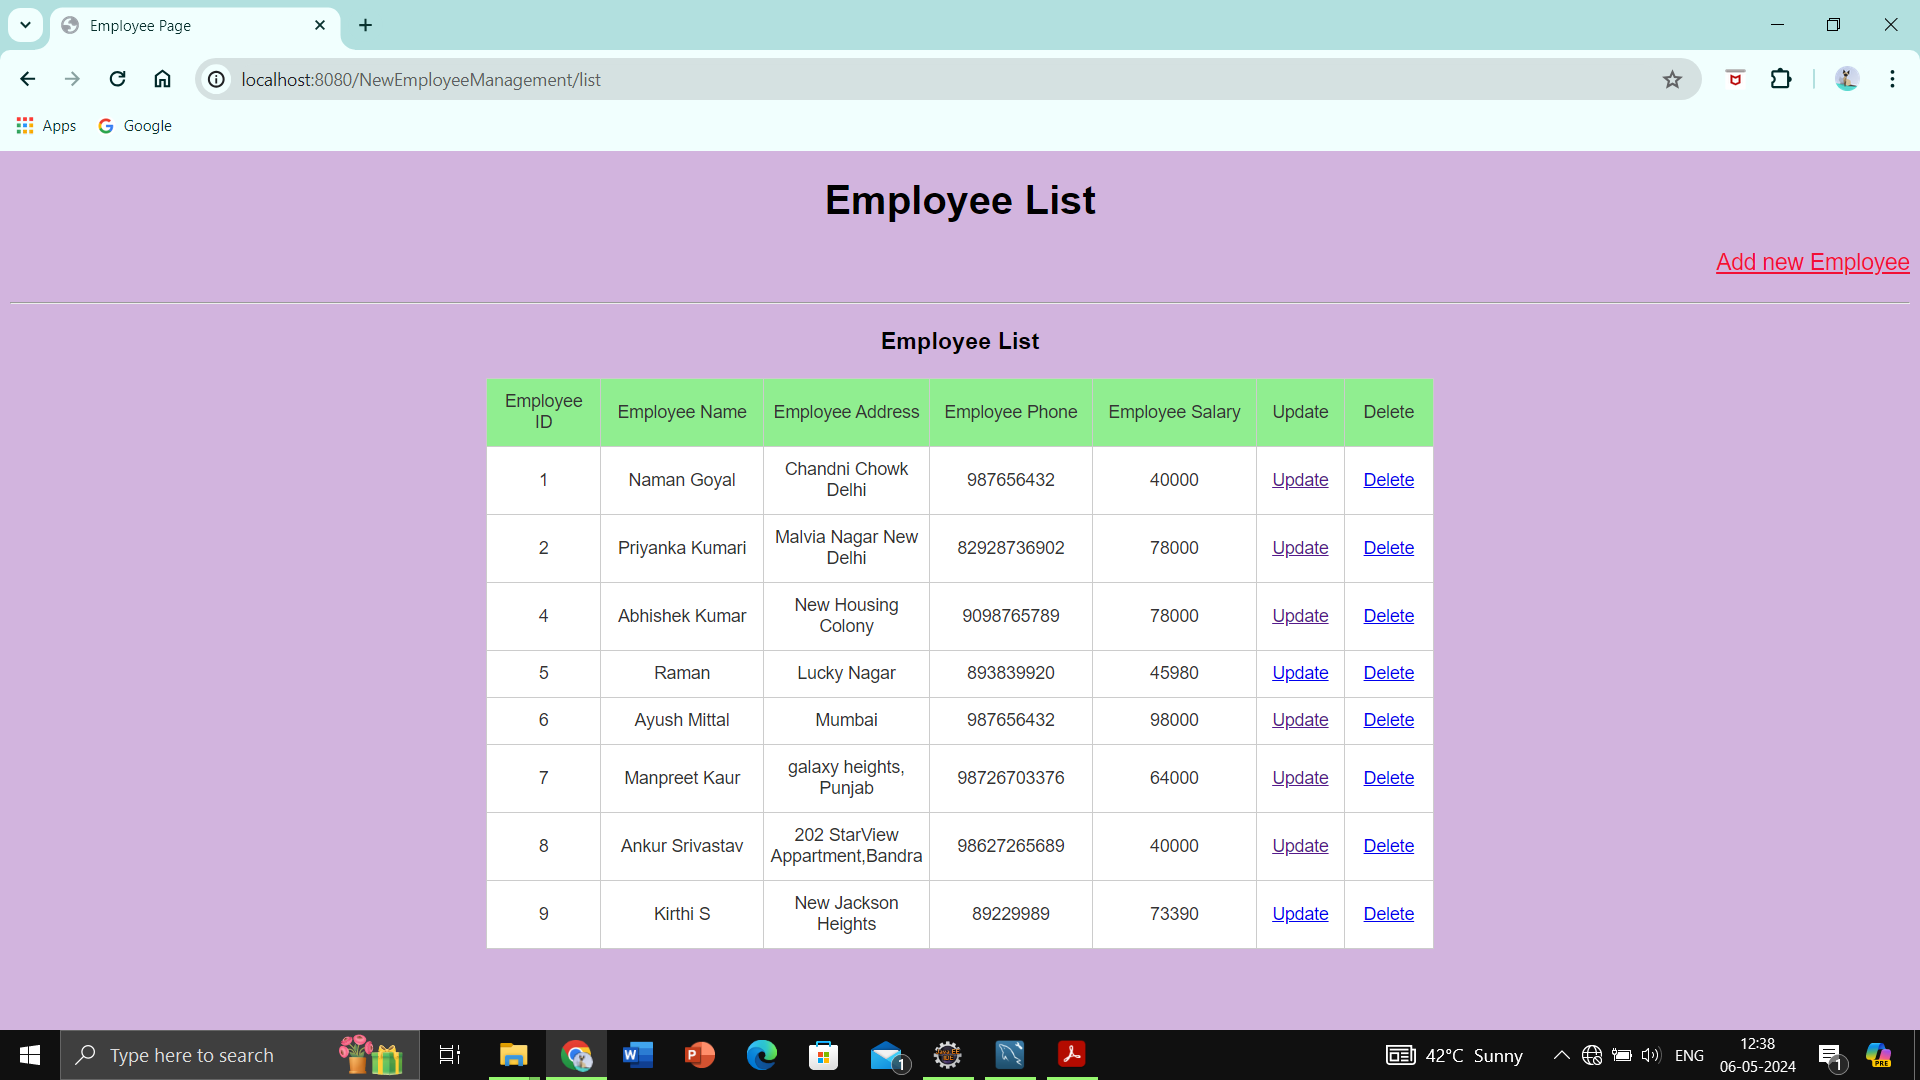 Employee Page
localhost:8080/NewEmployeeManagement/list
Apps Google
Employee List
Add new Employee
Employee List
Employee ID Employee Name Employee Address Employee Phone Employee Salary Update Delete
1 Naman Goyal Chandni Chowk Delhi 987656432 40000 Update Delete
2 Priyanka Kumari Malvia Nagar New Delhi 82928736902 78000 Update Delete
4 Abhishek Kumar New Housing Colony 9098765789 78000 Update Delete
5 Raman Lucky Nagar 893839920 45980 Update Delete
6 Ayush Mittal Mumbai 987656432 98000 Update Delete
7 Manpreet Kaur galaxy heights, Punjab 98726703376 64000 Update Delete
8 Ankur Srivastav 202 StarView Appartment,Bandra 98627265689 40000 Update Delete
9 Kirthi S New Jackson Heights 89229989 73390 Update Delete
Type here to search
1
42°C Sunny
ENG
12:38
06-05-2024
1
PRE